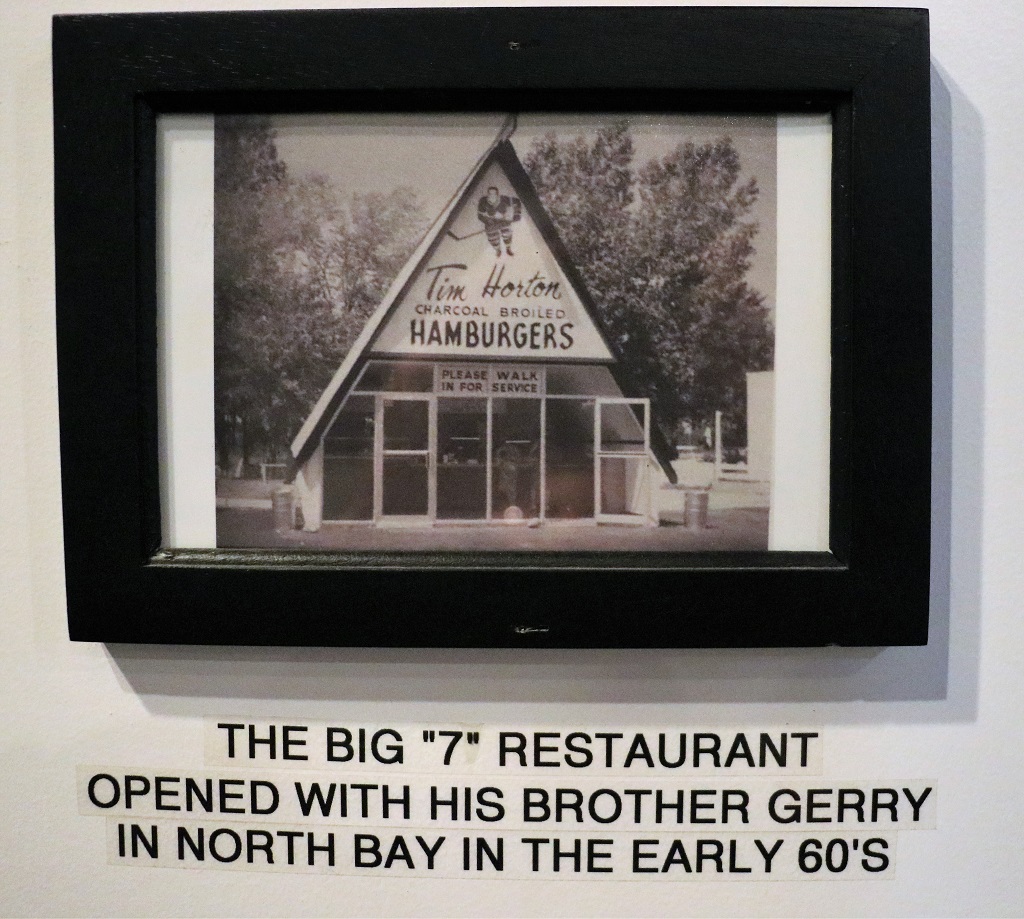 Tim Horton
CHARCOAL BROILED
HAMBURGERS
PLEASE WALK
IN FOR SERVICE
THE BIG "7" RESTAURANT
OPENED WITH HIS BROTHER GERRY
IN NORTH BAY IN THE EARLY 60'S